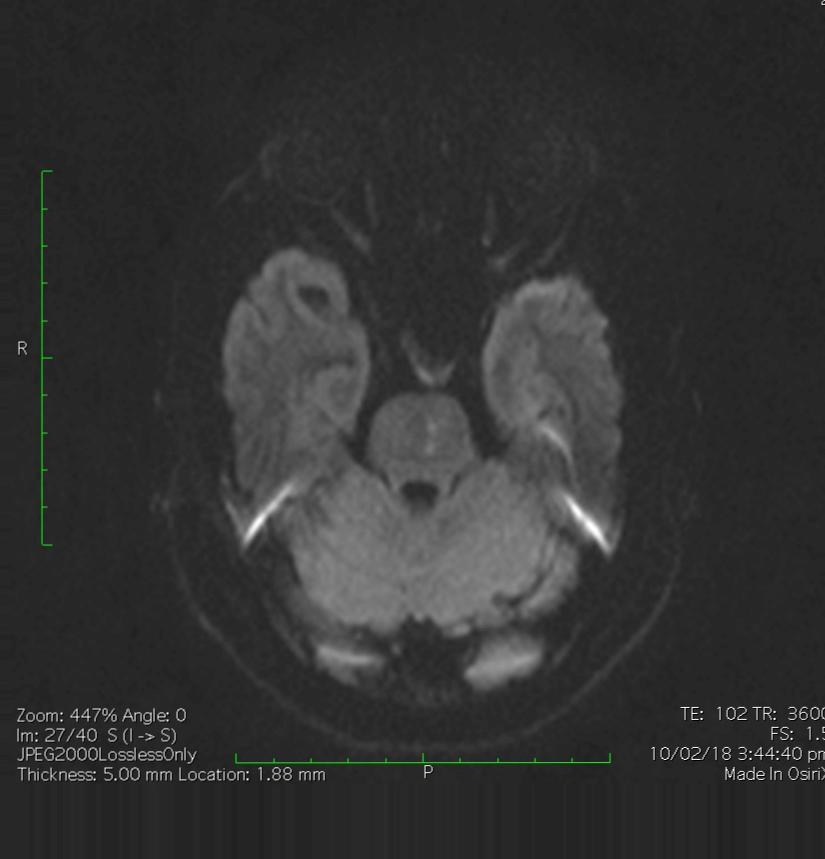 R
Zoom: 447% Angle: 0
Im: 27/40 S (I -> S)
JPEG2000LosslessOnly
Thickness: 5.00 mm Location: 1.88 mm
P
TE: 102 TR: 3600
FS: 1.5
10/02/18 3:44:40 pm
Made In OsiriX